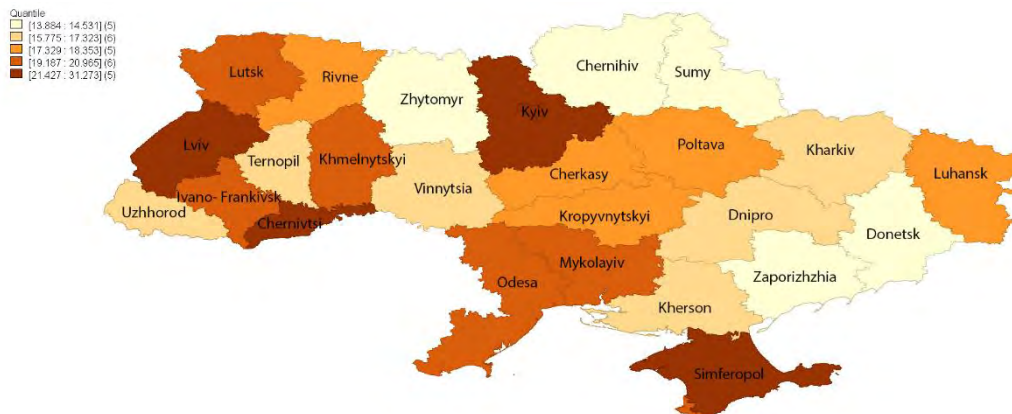 Quantile
[13.884 : 14.531] (5)
[15.775 : 17.323] (5)
[17.329 : 18.353] (5)
[19.187 : 20.965] (6)
[21.427 : 31.273] (5)
Chernihiv
Sumy
Lutsk
Rivne
Zhytomyr
Kyiv
Lviv
Ternopil
Khmelnytskyi
Poltava
Kharkiv
Cherkasy
Luhansk
Vinnytsia
Ivano- Frankivsk
Uzhhorod
Chernivtsi
Kropyvnytskyi
Dnipro
Donetsk
Mykolayiv
Zaporizhzhia
Odesa
Kherson
Simferopol